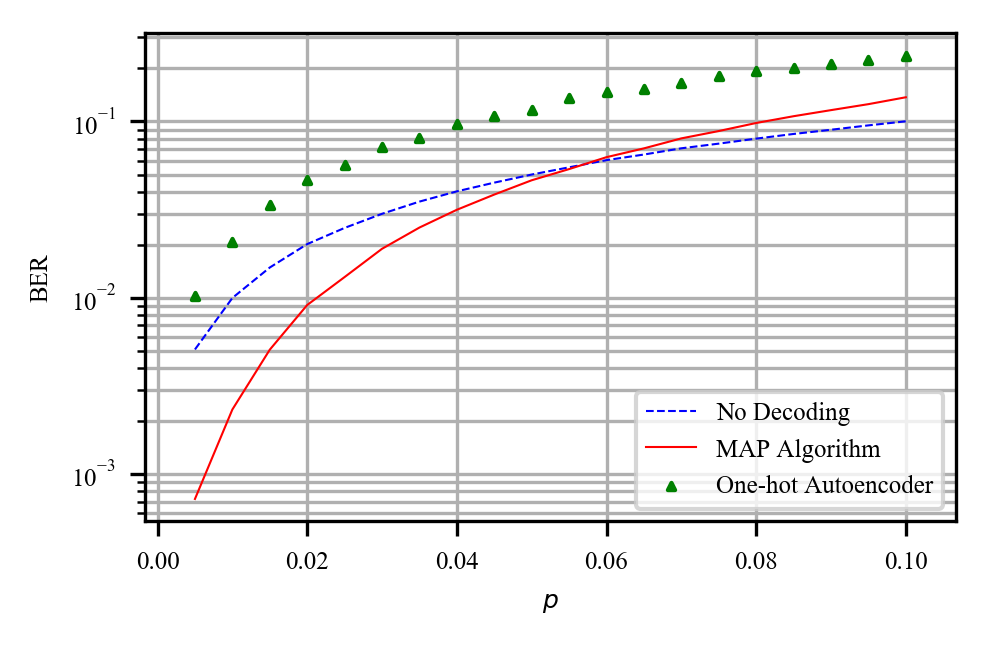 BER
10⁻¹
10⁻²
10⁻³
No Decoding
MAP Algorithm
One-hot Autoencoder
0.00 0.02 0.04 0.06 0.08 0.10
p